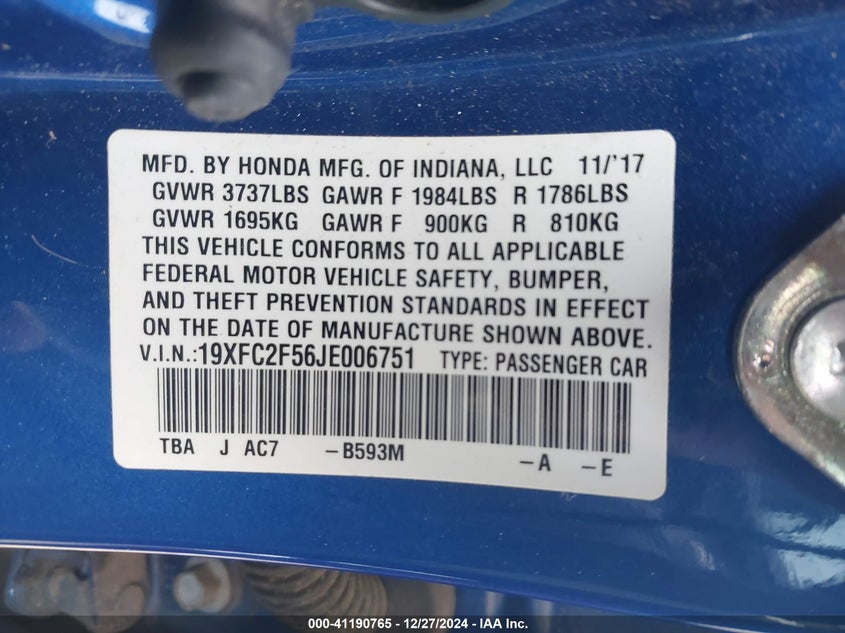 MFD. BY HONDA MFG. OF INDIANA, LLC 11/'17
GVWR 3737LBS GAWR F 1984LBS R 1786LBS
GVWR 1695KG GAWR F 900KG R 810KG
THIS VEHICLE CONFORMS TO ALL APPLICABLE
FEDERAL MOTOR VEHICLE SAFETY, BUMPER,
AND THEFT PREVENTION STANDARDS IN EFFECT
ON THE DATE OF MANUFACTURE SHOWN ABOVE.
V.I.N.:19XFC2F56JE006751 TYPE: PASSENGER CAR
TBA J AC7 -B593M -A -E
000-41190765 - 12/27/2024 - IAA Inc.